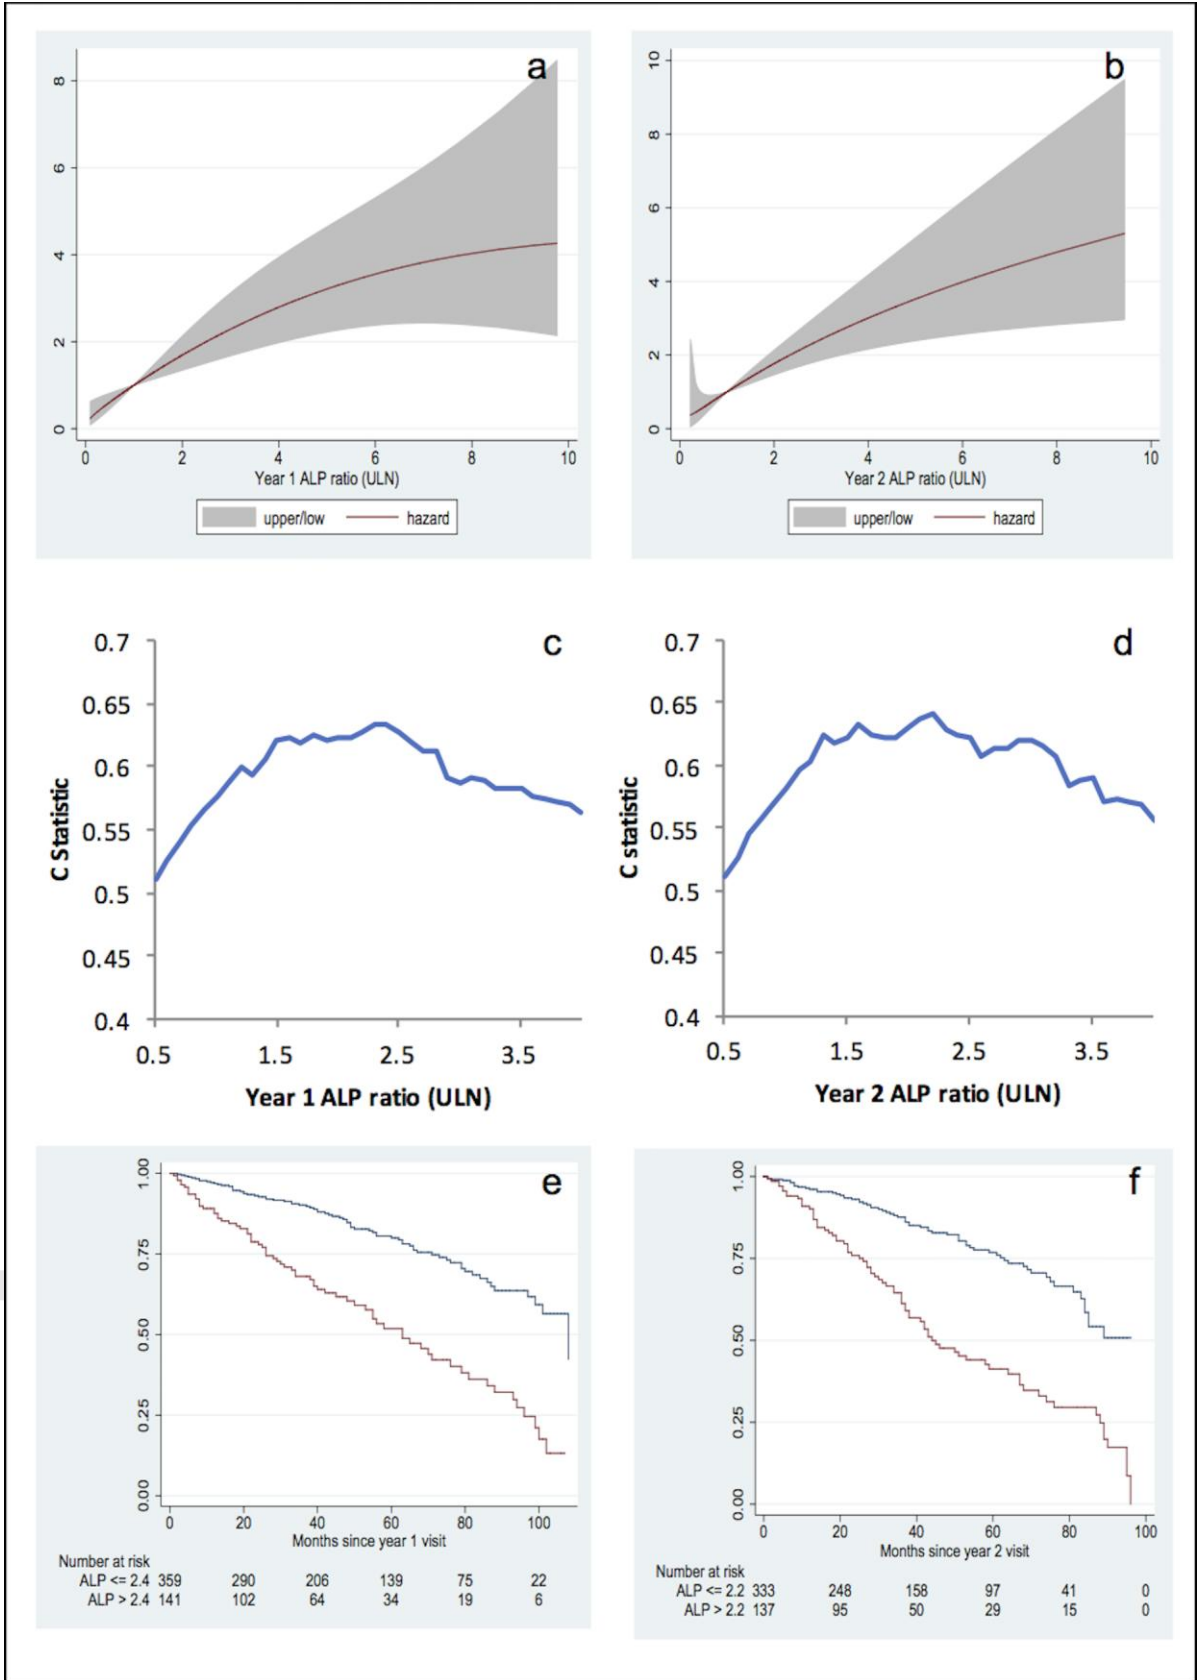 a
8
6
4
2
0
0 2 4 6 8 10
Year 1 ALP ratio (ULN)
upper/low hazard
b
10
8
6
4
2
0
0 2 4 6 8 10
Year 2 ALP ratio (ULN)
upper/low hazard
c
0.7
0.65
0.6
0.55
0.5
0.45
0.4
C Statistic
0.5 1.5 2.5 3.5
Year 1 ALP ratio (ULN)
d
0.7
0.65
0.6
0.55
0.5
0.45
0.4
C statistic
0.5 1.5 2.5 3.5
Year 2 ALP ratio (ULN)
e
1.00
0.75
0.50
0.25
0.00
0 20 40 60 80 100
Months since year 1 visit
Number at risk
ALP <= 2.4 359 290 206 139 75 22
ALP > 2.4 141 102 64 34 19 6
f
1.00
0.75
0.50
0.25
0.00
0 20 40 60 80 100
Months since year 2 visit
Number at risk
ALP <= 2.2 333 248 158 97 41 0
ALP > 2.2 137 95 50 29 15 0